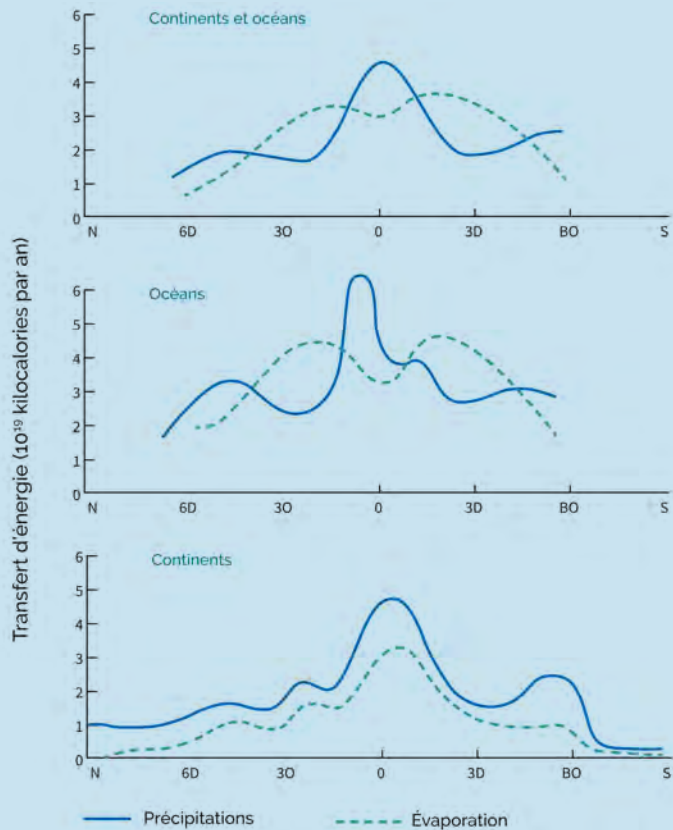 Transfert d'énergie (10¹⁹ kilocalories par an)
Continents et océans
6
5
4
3
2
1
0
N 6D 3O 0 3D BO S
Océans
6
5
4
3
2
1
0
N 6D 3O 0 3D BO S
Continents
6
5
4
3
2
1
0
N 6D 3O 0 3D BO S
Précipitations Évaporation